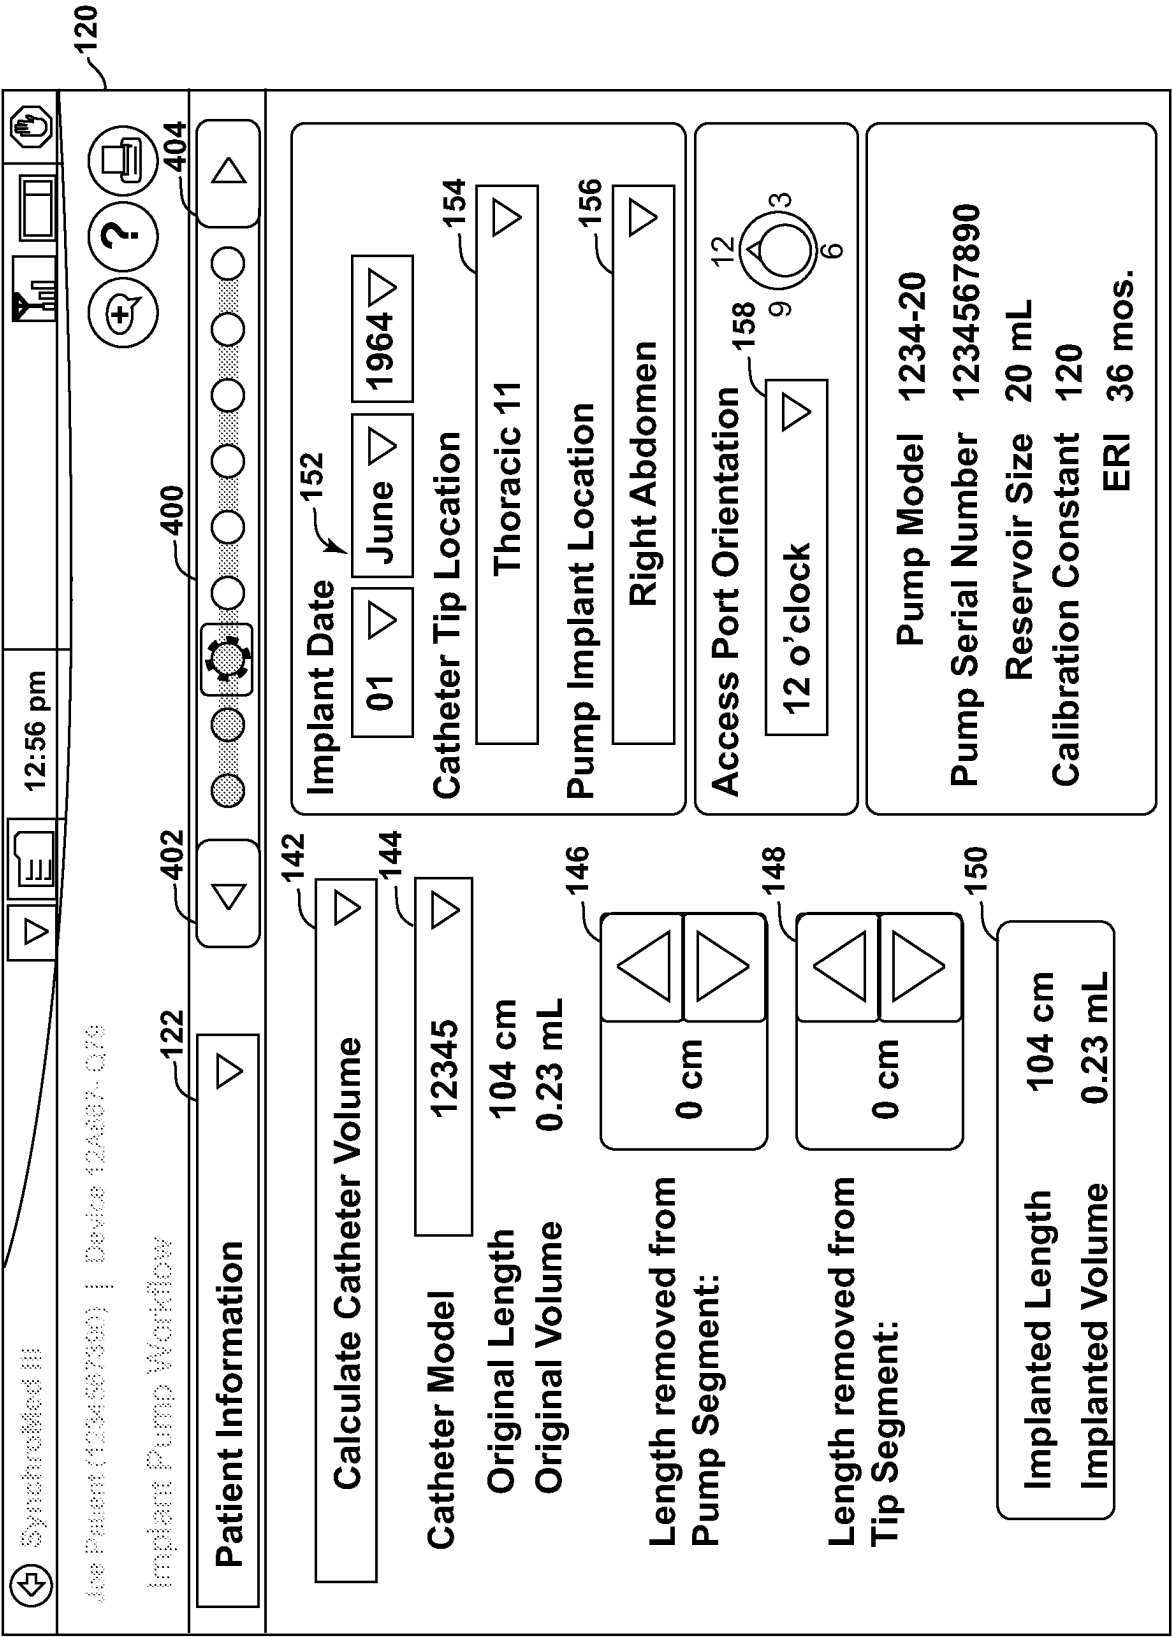 120
SynchroMed III
12:56 pm
Implant Pump Workflow
122
402
400
404
Patient Information
142
Calculate Catheter Volume
144
Catheter Model 12345
Original Length 104 cm
Original Volume 0.23 mL
146
Length removed from
Pump Segment:
0 cm
148
Length removed from
Tip Segment:
0 cm
150
Implanted Length 104 cm
Implanted Volume 0.23 mL
Implant Date
152
01 June 1964
Catheter Tip Location
154
Thoracic 11
Pump Implant Location
156
Right Abdomen
Access Port Orientation
158
12 o'clock
12
3
6
9
Pump Model 1234-20
Pump Serial Number 1234567890
Reservoir Size 20 mL
Calibration Constant 120
ERI 36 mos.